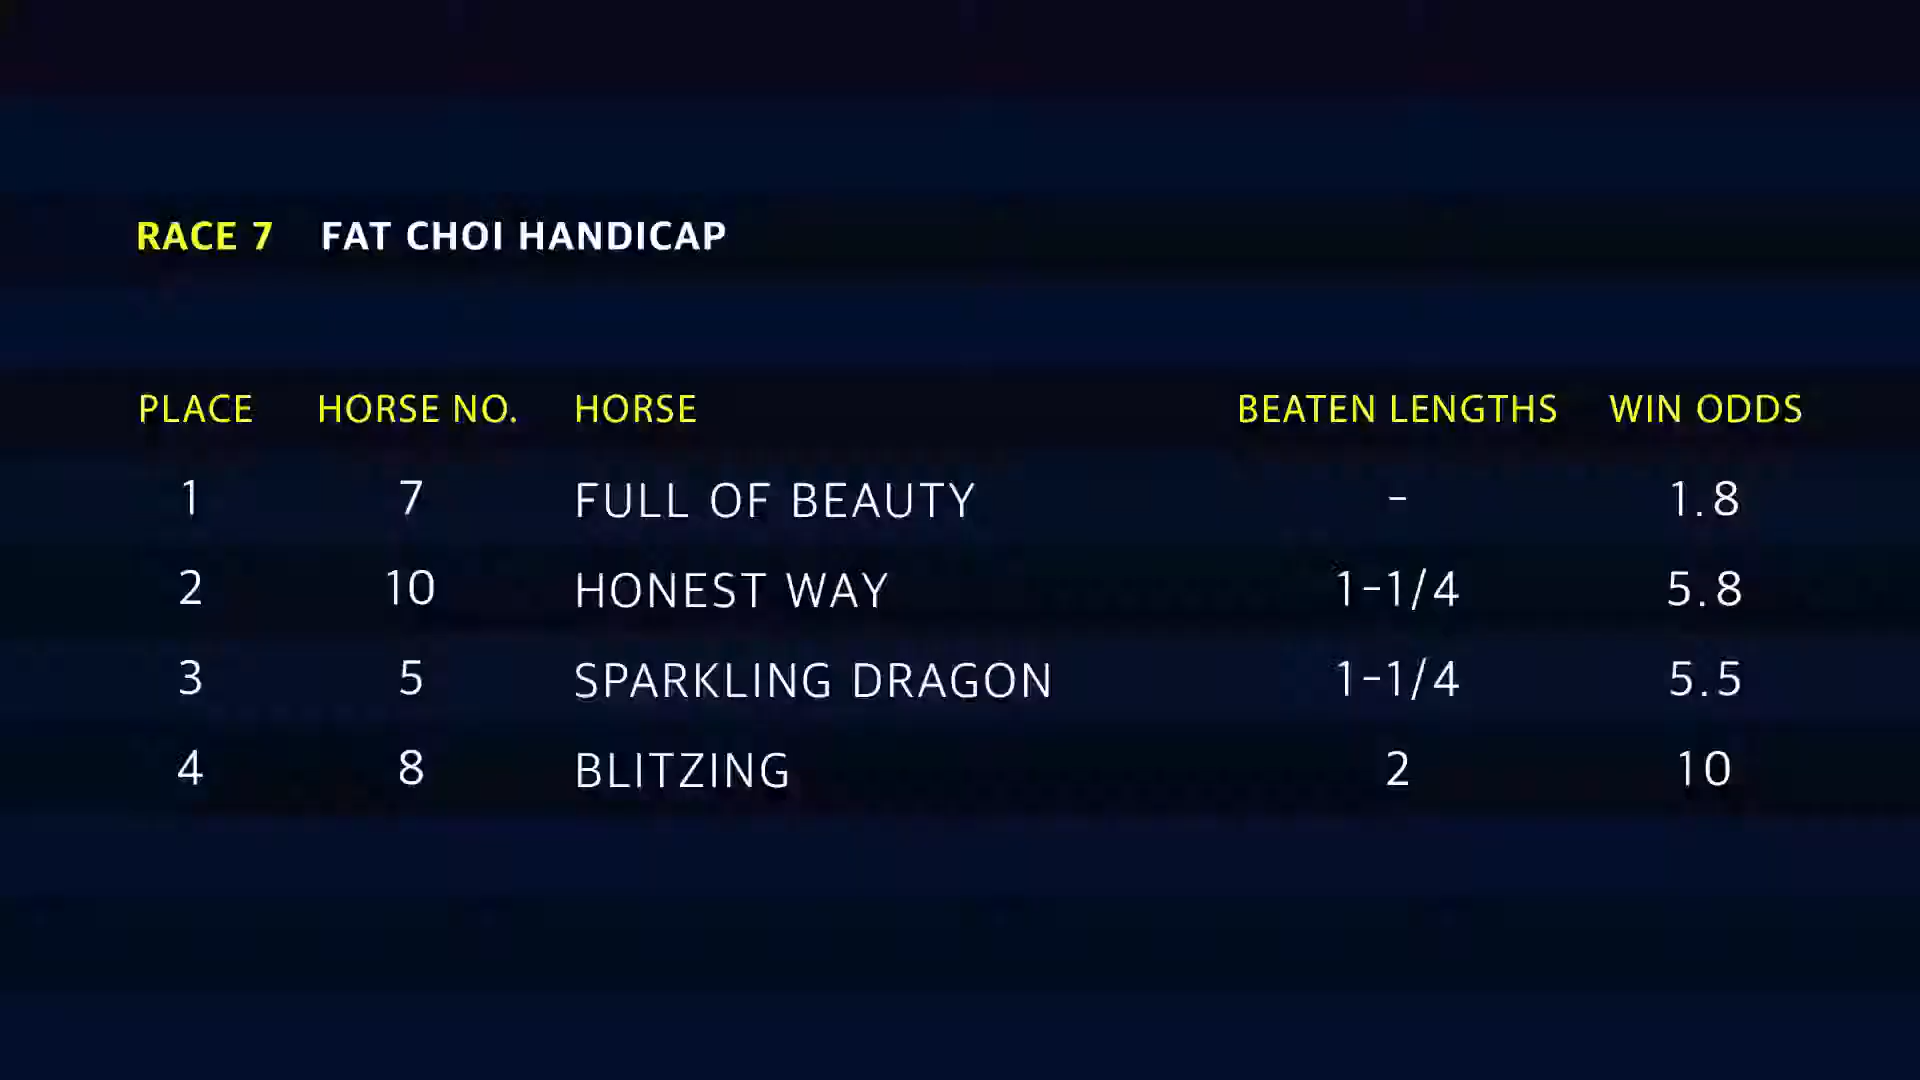 RACE 7 FAT CHOI HANDICAP
PLACE HORSE NO. HORSE BEATEN LENGTHS WIN ODDS
1 7 FULL OF BEAUTY - 1.8
2 10 HONEST WAY 1-1/4 5.8
3 5 SPARKLING DRAGON 1-1/4 5.5
4 8 BLITZING 2 10